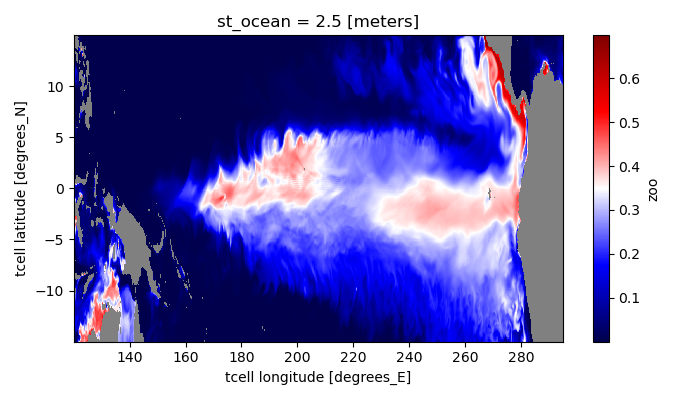 st_ocean = 2.5 [meters]
10
5
0
−5
−10
tcell latitude [degrees_N]
140 160 180 200 220 240 260 280
tcell longitude [degrees_E]
0.6
0.5
0.4
0.3
0.2
0.1
zoo